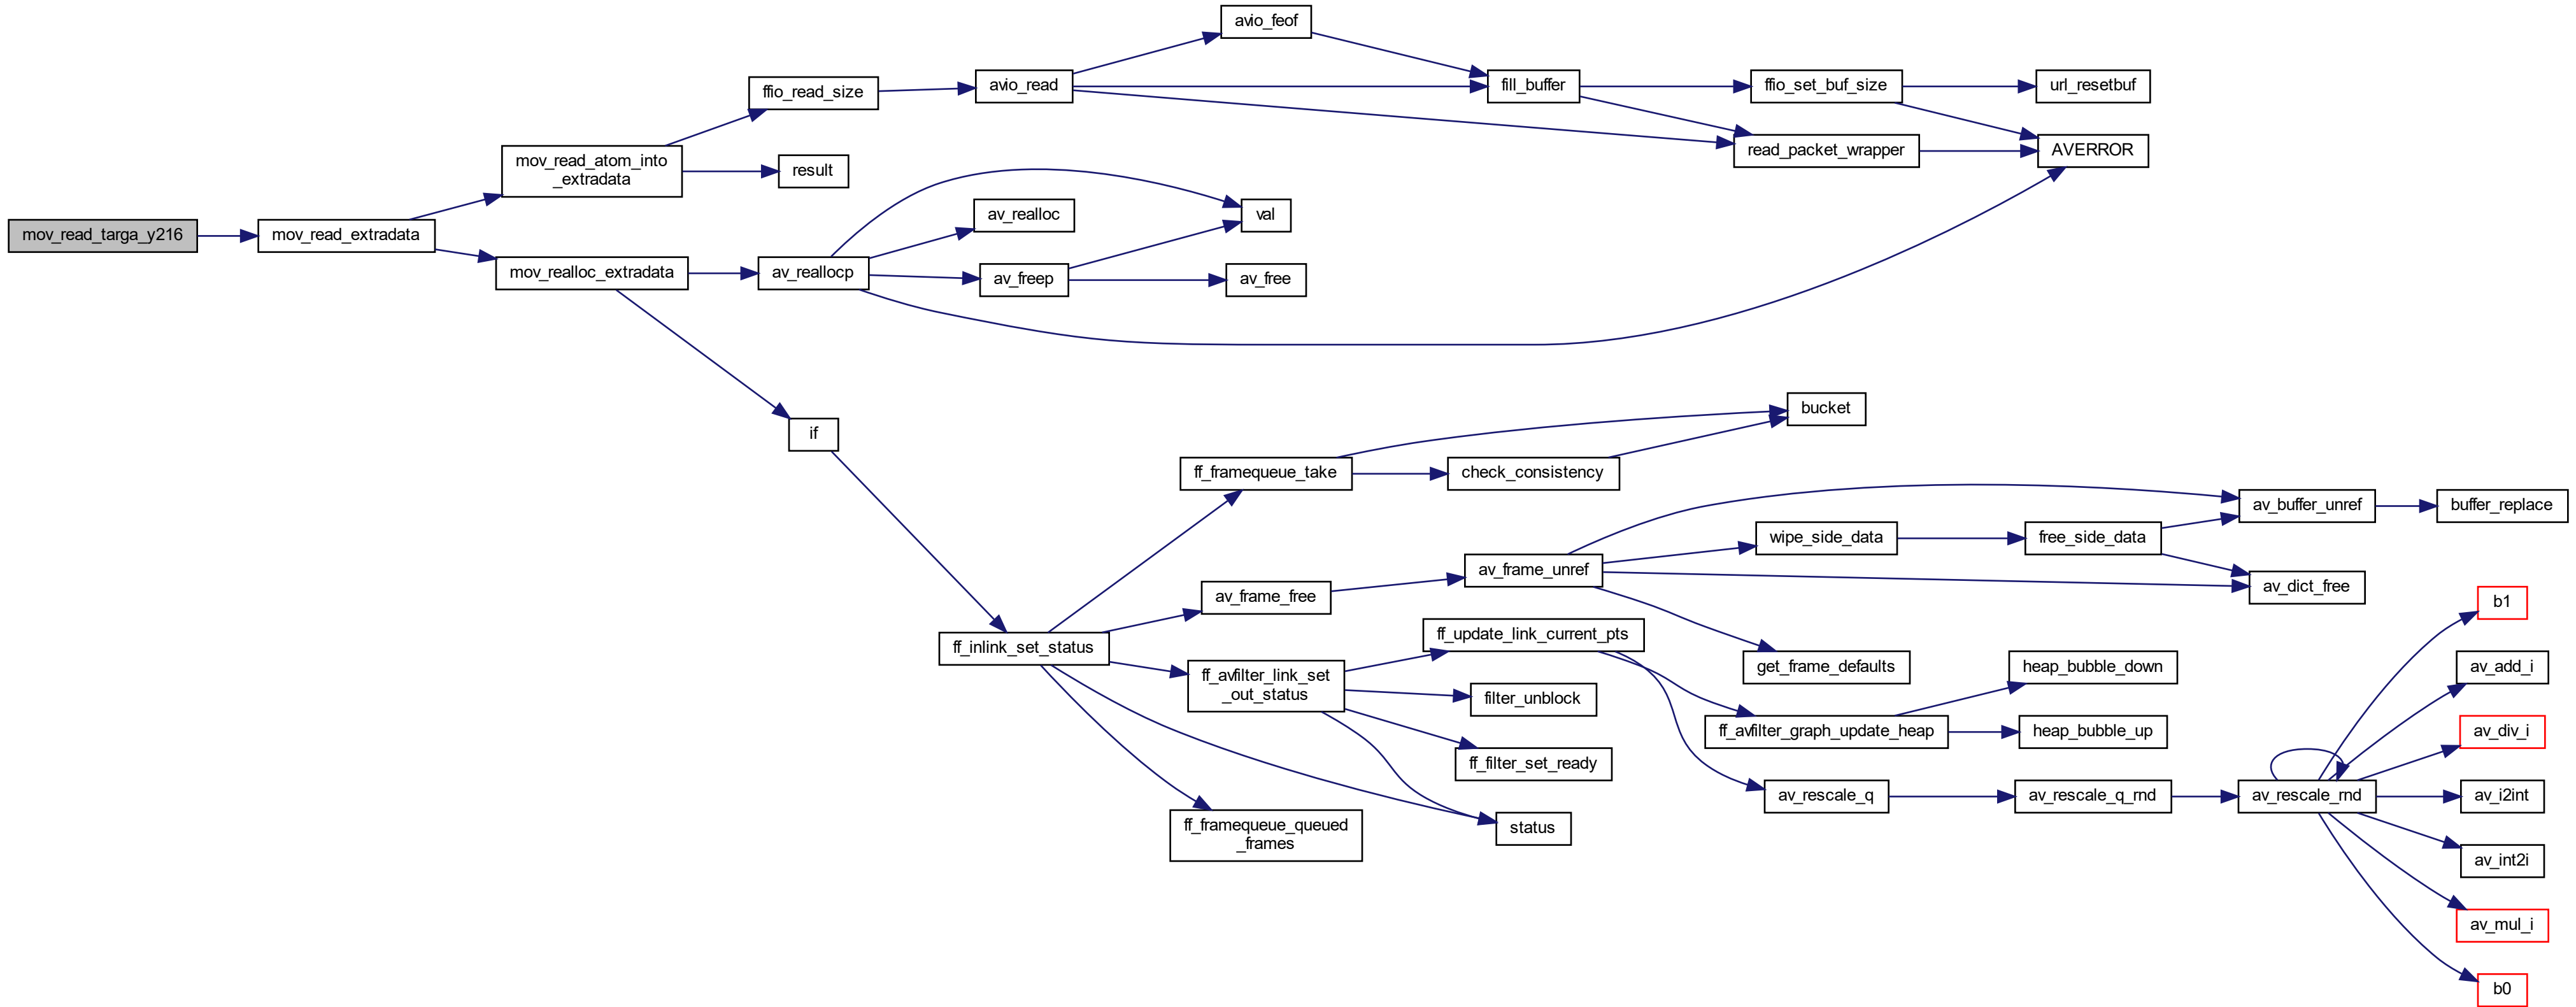 mov_read_targa_y216
mov_read_extradata
mov_read_atom_into
_extradata
mov_realloc_extradata
ffio_read_size
result
av_reallocp
if
avio_read
av_realloc
av_freep
ff_inlink_set_status
avio_feof
val
av_free
ff_framequeue_take
av_frame_free
ff_avfilter_link_set
_out_status
ff_framequeue_queued
_frames
fill_buffer
check_consistency
av_frame_unref
ff_update_link_current_pts
filter_unblock
ff_filter_set_ready
status
ffio_set_buf_size
read_packet_wrapper
bucket
wipe_side_data
get_frame_defaults
ff_avfilter_graph_update_heap
av_rescale_q
url_resetbuf
AVERROR
free_side_data
heap_bubble_down
heap_bubble_up
av_rescale_q_rnd
av_buffer_unref
av_dict_free
av_rescale_rnd
buffer_replace
b1
av_add_i
av_div_i
av_i2int
av_int2i
av_mul_i
b0